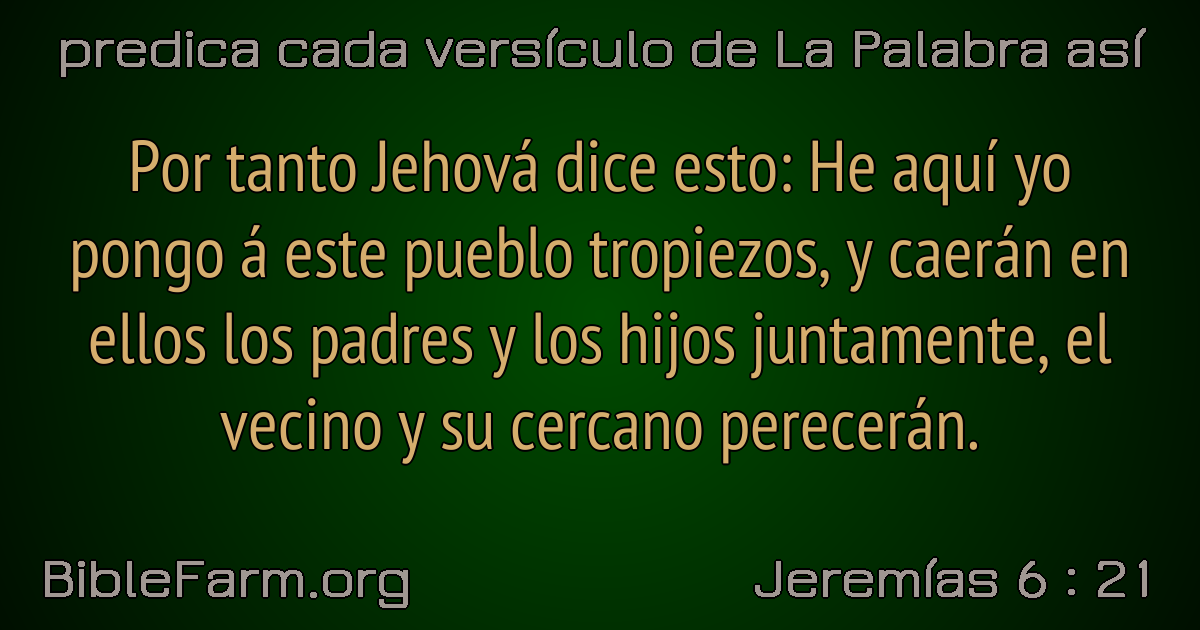 predica cada versículo de La Palabra así
Por tanto Jehová dice esto: He aquí yo
pongo á este pueblo tropiezos, y caerán en
ellos los padres y los hijos juntamente, el
vecino y su cercano perecerán.
BibleFarm.org
Jeremías 6 : 21